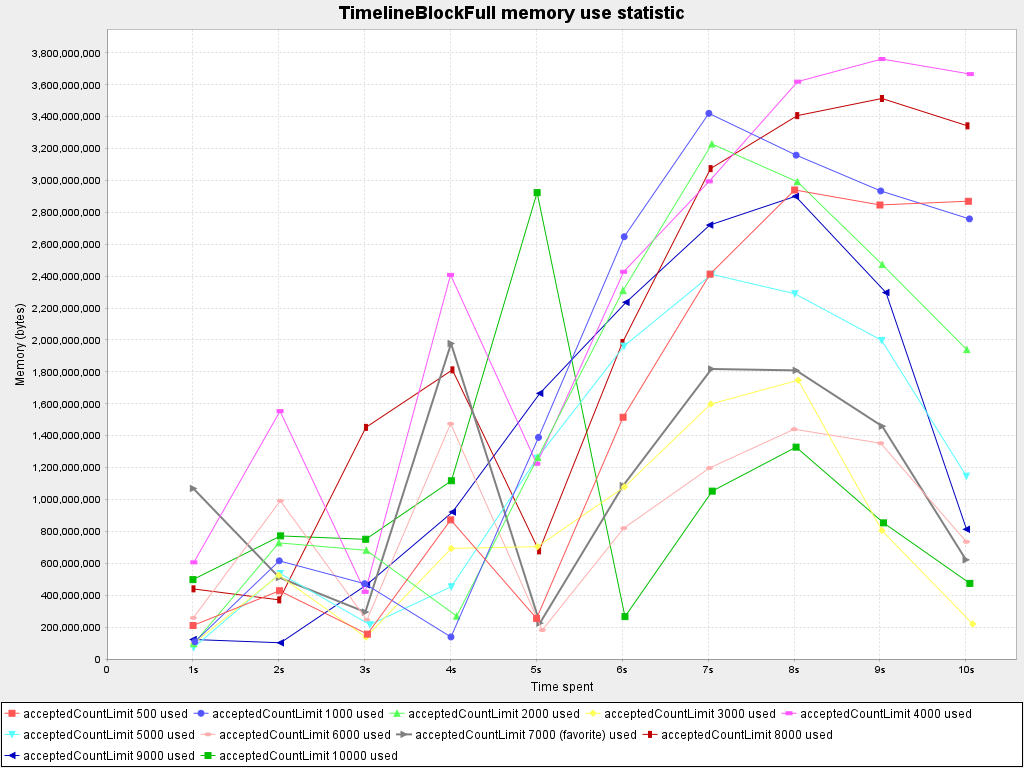 TimelineBlockFull memory use statistic
Memory (bytes)
3,800,000,000
3,600,000,000
3,400,000,000
3,200,000,000
3,000,000,000
2,800,000,000
2,600,000,000
2,400,000,000
2,200,000,000
2,000,000,000
1,800,000,000
1,600,000,000
1,400,000,000
1,200,000,000
1,000,000,000
800,000,000
600,000,000
400,000,000
200,000,000
0
0 1s 2s 3s 4s 5s 6s 7s 8s 9s 10s
Time spent
acceptedCountLimit 500 used acceptedCountLimit 1000 used acceptedCountLimit 2000 used acceptedCountLimit 3000 used acceptedCountLimit 4000 used
acceptedCountLimit 5000 used acceptedCountLimit 6000 used acceptedCountLimit 7000 (favorite) used acceptedCountLimit 8000 used
acceptedCountLimit 9000 used acceptedCountLimit 10000 used